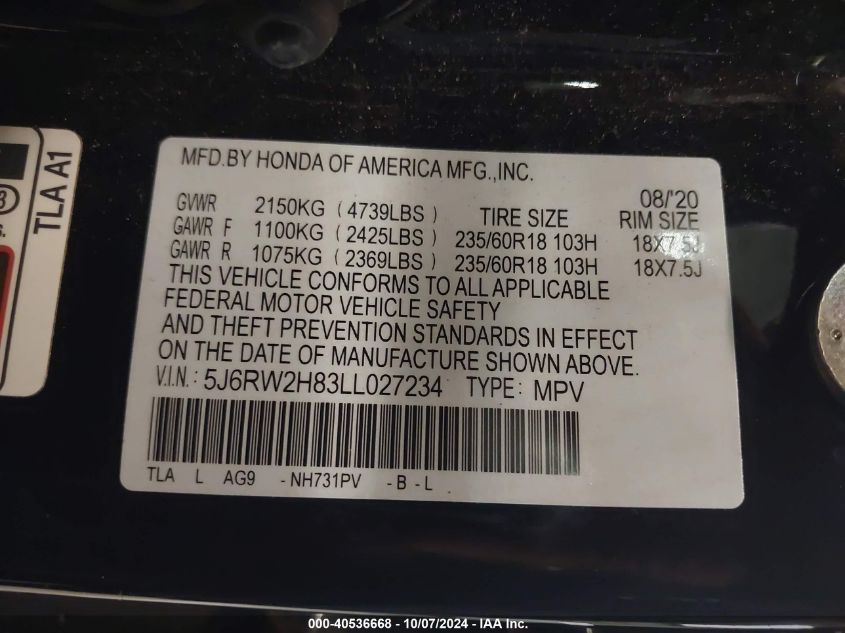 MFD.BY HONDA OF AMERICA MFG.,INC.
08/'20
GVWR 2150KG ( 4739LBS ) TIRE SIZE RIM SIZE
GAWR F 1100KG ( 2425LBS ) 235/60R18 103H 18X7.5J
GAWR R 1075KG ( 2369LBS ) 235/60R18 103H 18X7.5J
THIS VEHICLE CONFORMS TO ALL APPLICABLE
FEDERAL MOTOR VEHICLE SAFETY
AND THEFT PREVENTION STANDARDS IN EFFECT
ON THE DATE OF MANUFACTURE SHOWN ABOVE.
V.I.N.: 5J6RW2H83LL027234 TYPE: MPV
TLA L AG9 -NH731PV -B -L
TLA A1
000-40536668 - 10/07/2024 - IAA Inc.